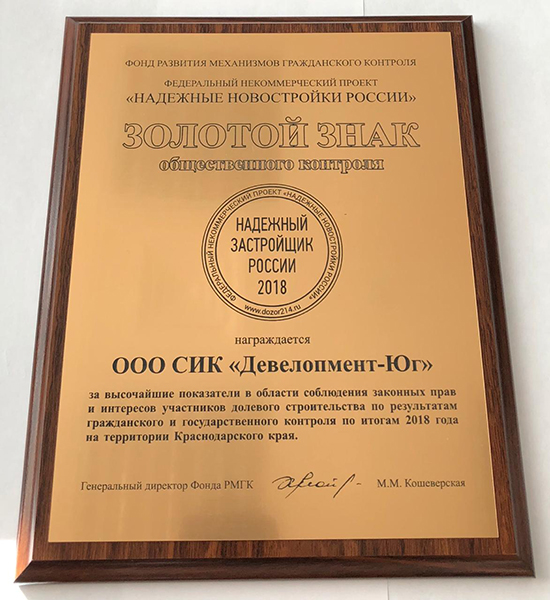 ФОНД РАЗВИТИЯ МЕХАНИЗМОВ ГРАЖДАНСКОГО КОНТРОЛЯ
ФЕДЕРАЛЬНЫЙ НЕКОММЕРЧЕСКИЙ ПРОЕКТ
«НАДЕЖНЫЕ НОВОСТРОЙКИ РОССИИ»
ЗОЛОТОЙ ЗНАК
общественного контроля
ФЕДЕРАЛЬНЫЙ НЕКОММЕРЧЕСКИЙ ПРОЕКТ «НАДЕЖНЫЕ НОВОСТРОЙКИ РОССИИ»
НАДЕЖНЫЙ
ЗАСТРОЙЩИК
РОССИИ
2018
www.dozor214.ru
награждается
ООО СИК «Девелопмент-Юг»
за высочайшие показатели в области соблюдения законных прав
и интересов участников долевого строительства по результатам
гражданского и государственного контроля по итогам 2018 года
на территории Краснодарского края.
Генеральный директор Фонда РМГК М.М. Кошеверская